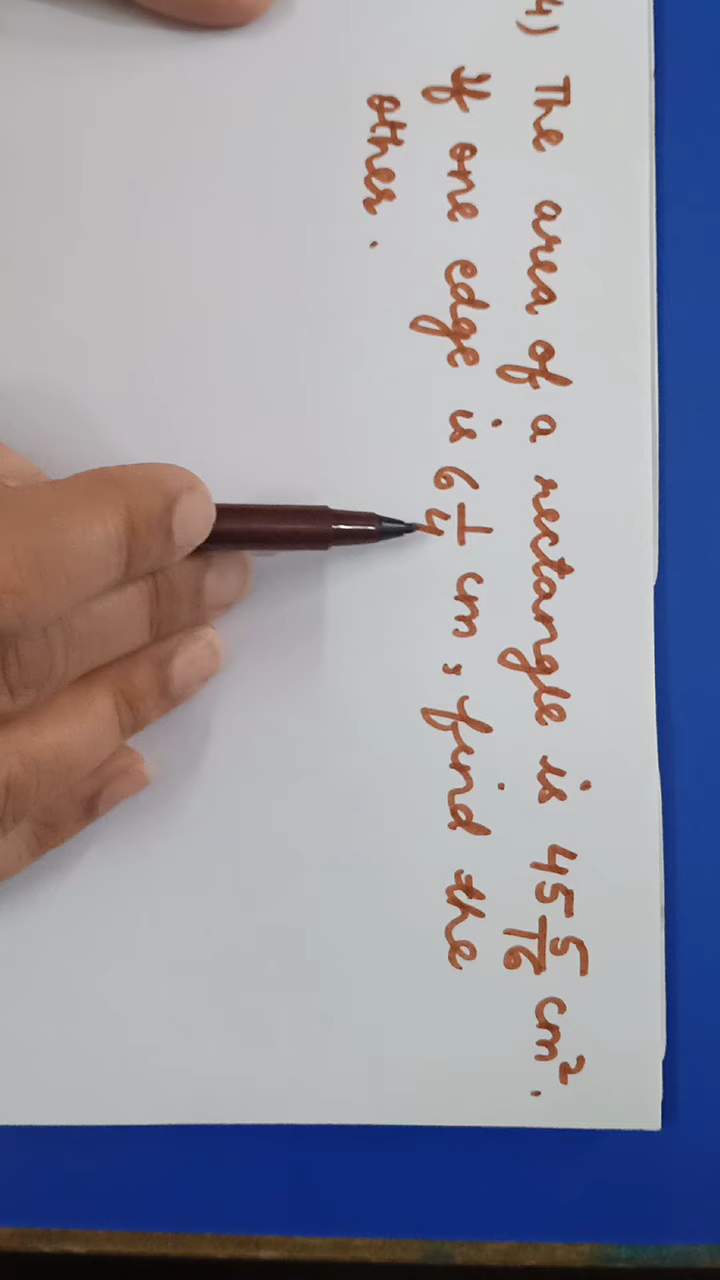 4) The area of a rectangle is 45 5/16 cm².
If one edge is 6 1/4 cm, find the
other.